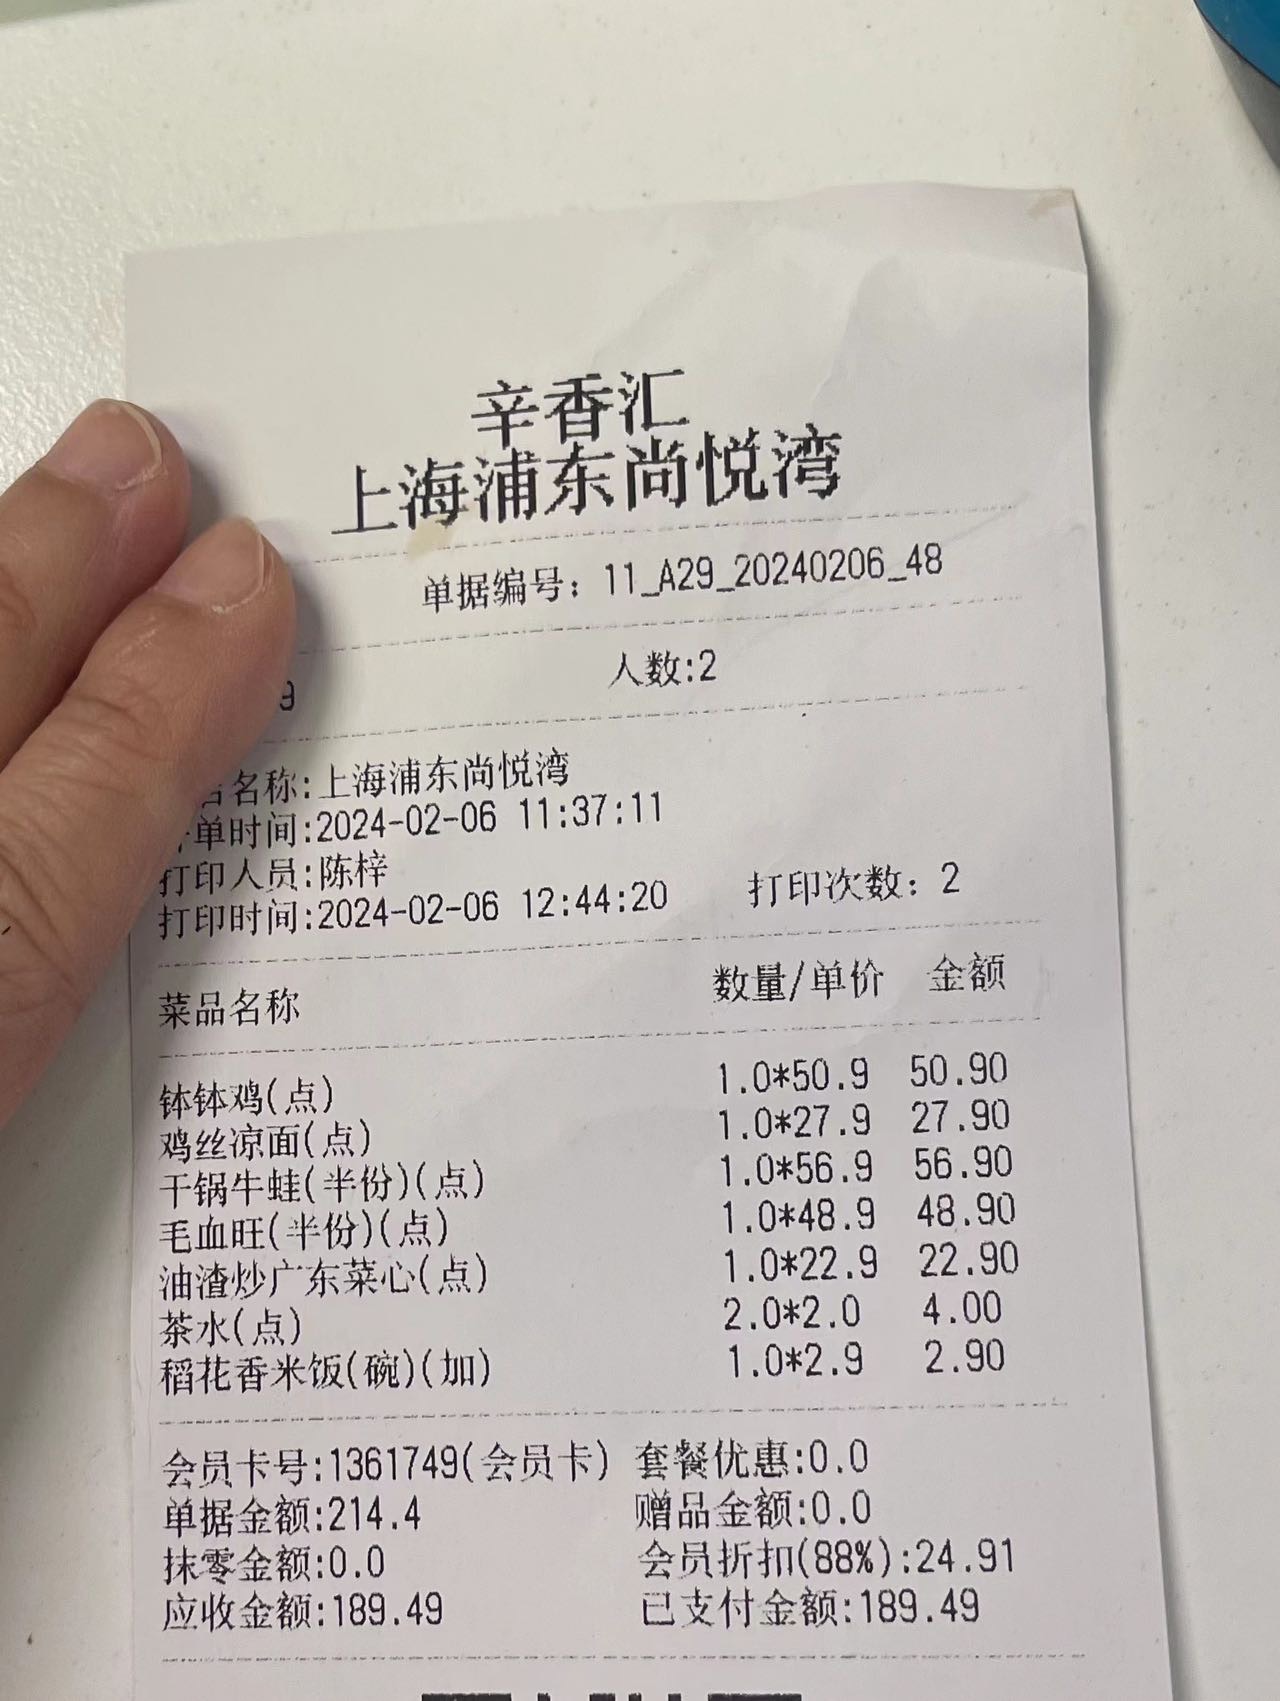 辛香汇
上海浦东尚悦湾
单据编号：11_A29_20240206_48
9 人数:2
名称:上海浦东尚悦湾
单时间:2024-02-06 11:37:11
打印人员:陈梓
打印时间:2024-02-06 12:44:20 打印次数：2
菜品名称 数量/单价 金额
钵钵鸡(点) 1.0*50.9 50.90
鸡丝凉面(点) 1.0*27.9 27.90
干锅牛蛙(半份)(点) 1.0*56.9 56.90
毛血旺(半份)(点) 1.0*48.9 48.90
油渣炒广东菜心(点) 1.0*22.9 22.90
茶水(点) 2.0*2.0 4.00
稻花香米饭(碗)(加) 1.0*2.9 2.90
会员卡号:1361749(会员卡) 套餐优惠:0.0
单据金额:214.4 赠品金额:0.0
抹零金额:0.0 会员折扣(88%):24.91
应收金额:189.49 已支付金额:189.49